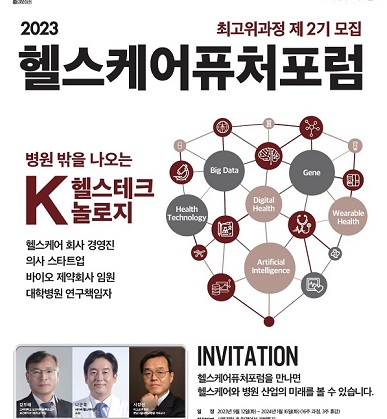 최고위과정 제 2기 모집
2023
헬스케어퓨처포럼
병원 밖을 나오는
K 헬스테크
놀로지
헬스케어 회사 경영진
의사 스타트업
바이오 제약회사 임원
대학병원 연구책임자
Big Data
Gene
Health
Technology
Digital
Health
Wearable
Health
Artificial
Intelligence
INVITATION
헬스케어퓨처포럼을 만나면
헬스케어와 병원 산업의 미래를 볼 수 있습니다.
일 정